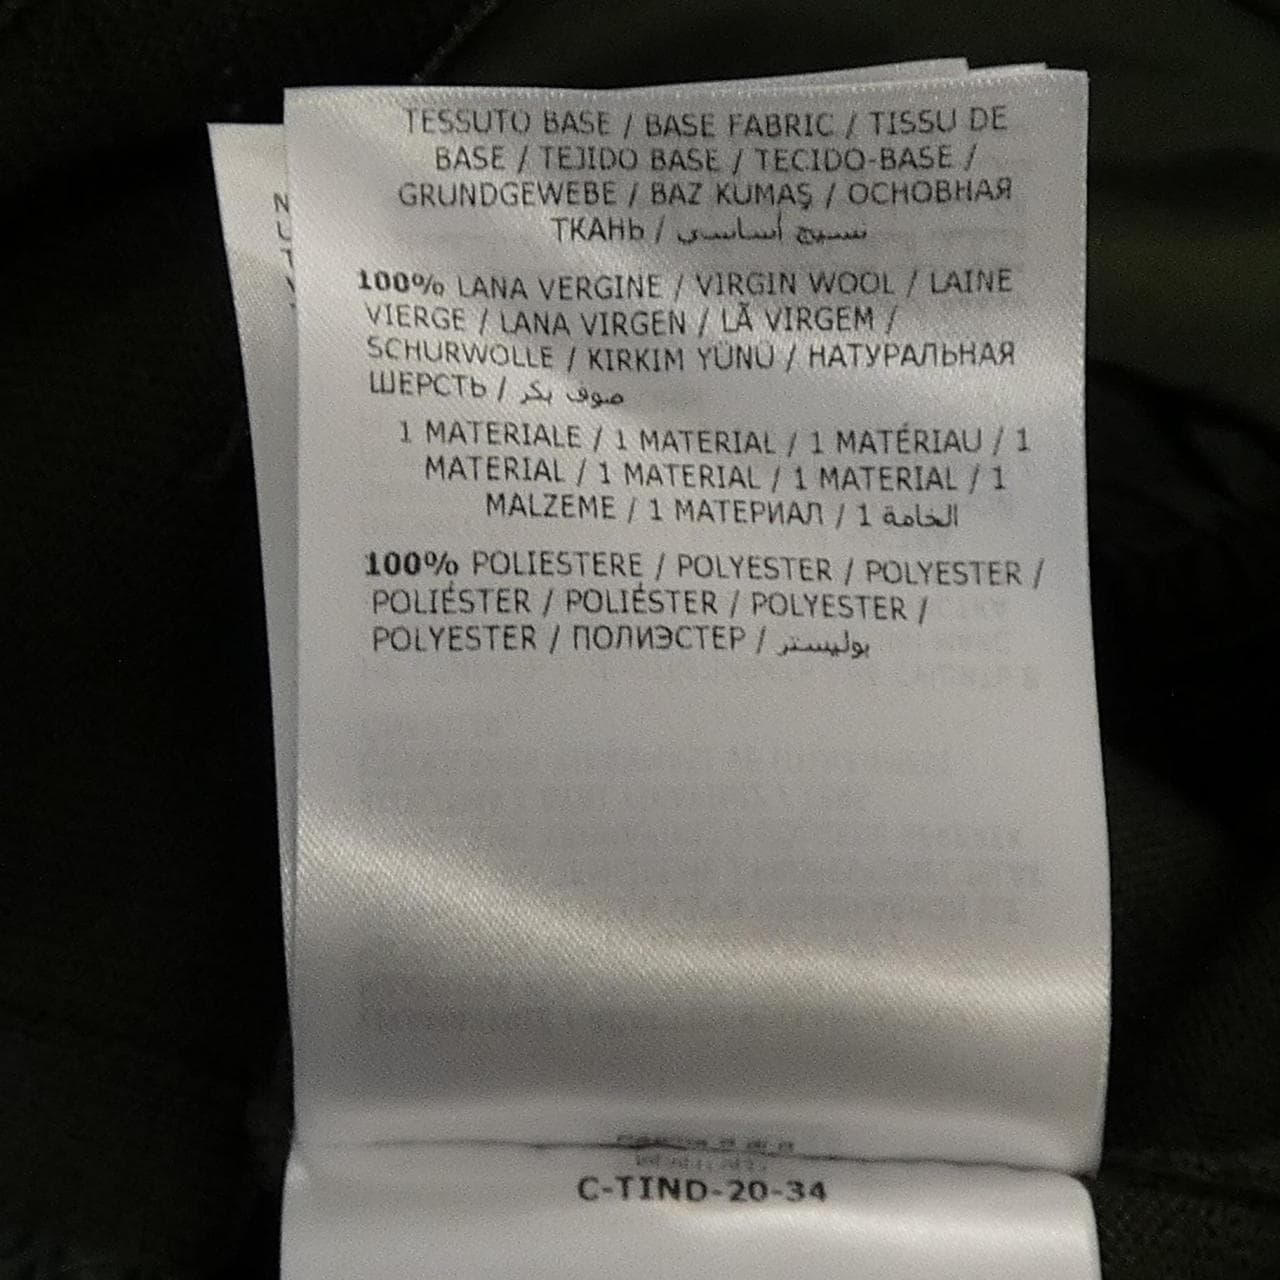 TESSUTO BASE / BASE FABRIC / TISSU DE
BASE / TEJIDO BASE / TECIDO-BASE /
GRUNDGEWEBE / BAZ KUMAŞ / ОСНОВНАЯ
ТКАНЬ / نسيج أساسي
100% LANA VERGINE / VIRGIN WOOL / LAINE
VIERGE / LANA VIRGEN / LÃ VIRGEM /
SCHURWOLLE / KIRKIM YÜNÜ / НАТУРАЛЬНАЯ
ШЕРСТЬ / صوف بكر
1 MATERIALE / 1 MATERIAL / 1 MATÉRIAU / 1
MATERIAL / 1 MATERIAL / 1 MATERIAL / 1
MALZEME / 1 МАТЕРИАЛ / 1 الخامة
100% POLIESTERE / POLYESTER / POLYESTER /
POLIÉSTER / POLIÉSTER / POLYESTER /
POLYESTER / ПОЛИЭСТЕР / بوليستر
C-TIND-20-34